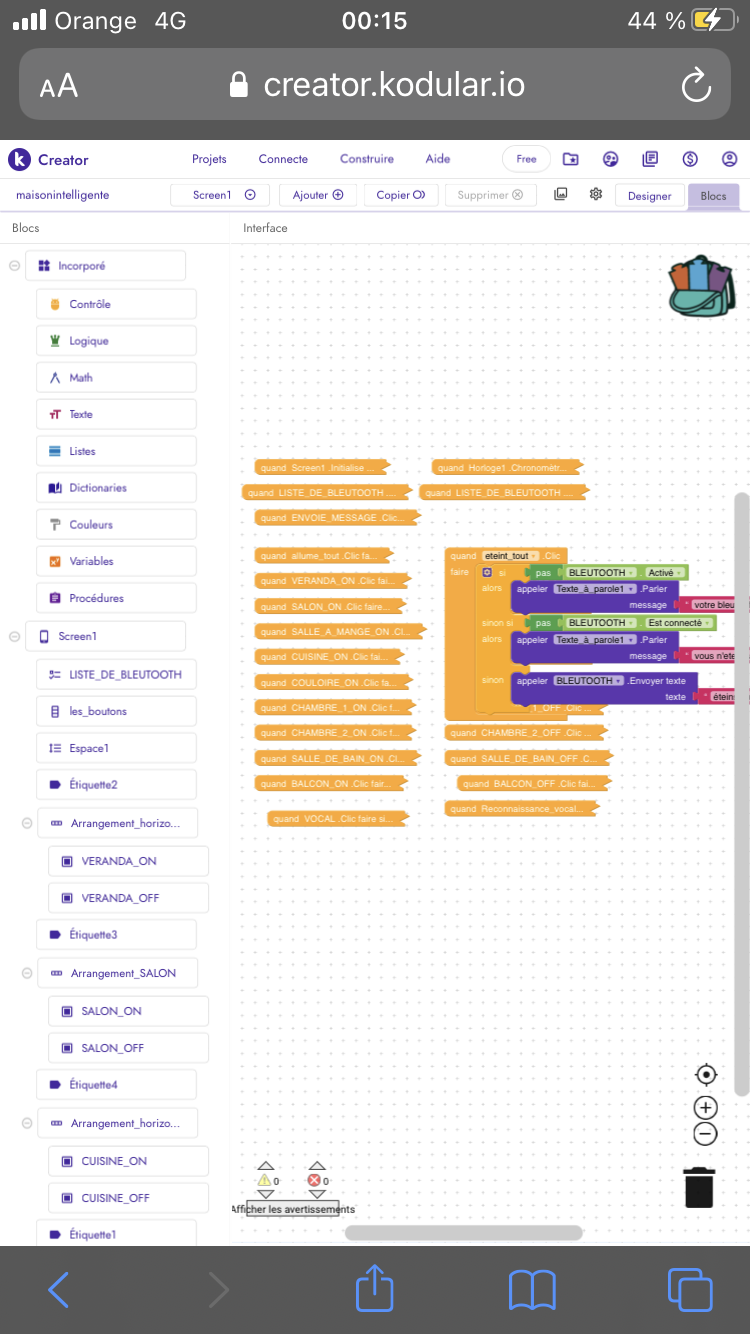 Orange 4G 00:15 44 %
AA creator.kodular.io
k Creator Projets Connecte Construire Aide Free
maisonintelligente Screen1 Ajouter Copier Supprimer Designer Blocs
Blocs Interface
Incorporé
Contrôle
Logique
Math
Texte
Listes
Dictionaries
Couleurs
Variables
Procédures
Screen1
LISTE_DE_BLEUTOOTH
les_boutons
Espace1
Étiquette2
Arrangement_horizo...
VERANDA_ON
VERANDA_OFF
Étiquette3
Arrangement_SALON
SALON_ON
SALON_OFF
Étiquette4
Arrangement_horizo...
CUISINE_ON
CUISINE_OFF
Étiquette1
quand Screen1 .Initialise ... quand Horloge1 .Chronomètr...
quand LISTE_DE_BLEUTOOTH .... quand LISTE_DE_BLEUTOOTH ....
quand ENVOIE_MESSAGE .Clic...
quand allume_tout .Clic fa...
quand VERANDA_ON .Clic fai...
quand SALON_ON .Clic faire...
quand SALLE_A_MANGE_ON .Cl...
quand CUISINE_ON .Clic fai...
quand COULOIRE_ON .Clic fa...
quand CHAMBRE_1_ON .Clic f...
quand CHAMBRE_2_ON .Clic f...
quand SALLE_DE_BAIN_ON .Cl...
quand BALCON_ON .Clic fair...
quand VOCAL .Clic faire si...
quand eteint_tout .Clic
faire si pas BLEUTOOTH . Activé
alors appeler Texte_à_parole1 .Parler
message " votre bleu
sinon si pas BLEUTOOTH . Est connecté
alors appeler Texte_à_parole1 .Parler
message " vous n'ete
sinon appeler BLEUTOOTH .Envoyer texte
texte " étein
1_OFF .Clic ...
quand CHAMBRE_2_OFF .Clic ...
quand SALLE_DE_BAIN_OFF .C...
quand BALCON_OFF .Clic fai...
quand Reconnaissance_vocal...
0 0
Afficher les avertissements